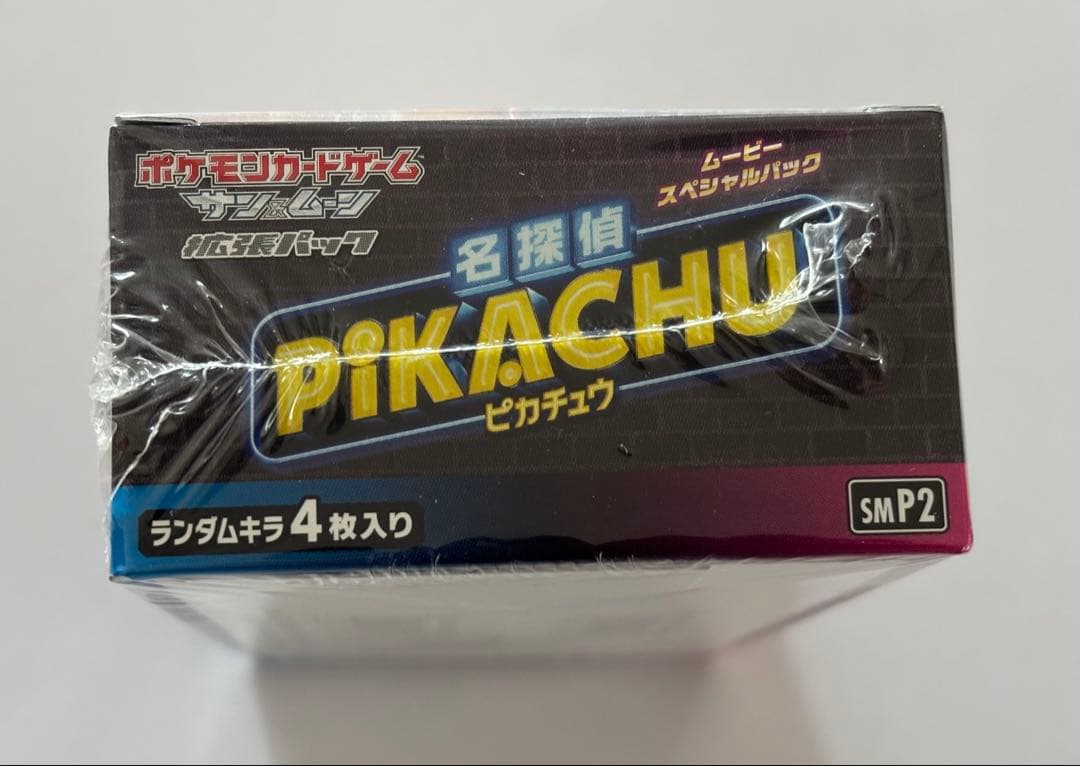 ポケモンカードゲーム
サン&ムーン
拡張パック
ムービー
スペシャルパック
名探偵
PiKACHU
ピカチュウ
ランダムキラ4枚入り
SM P2